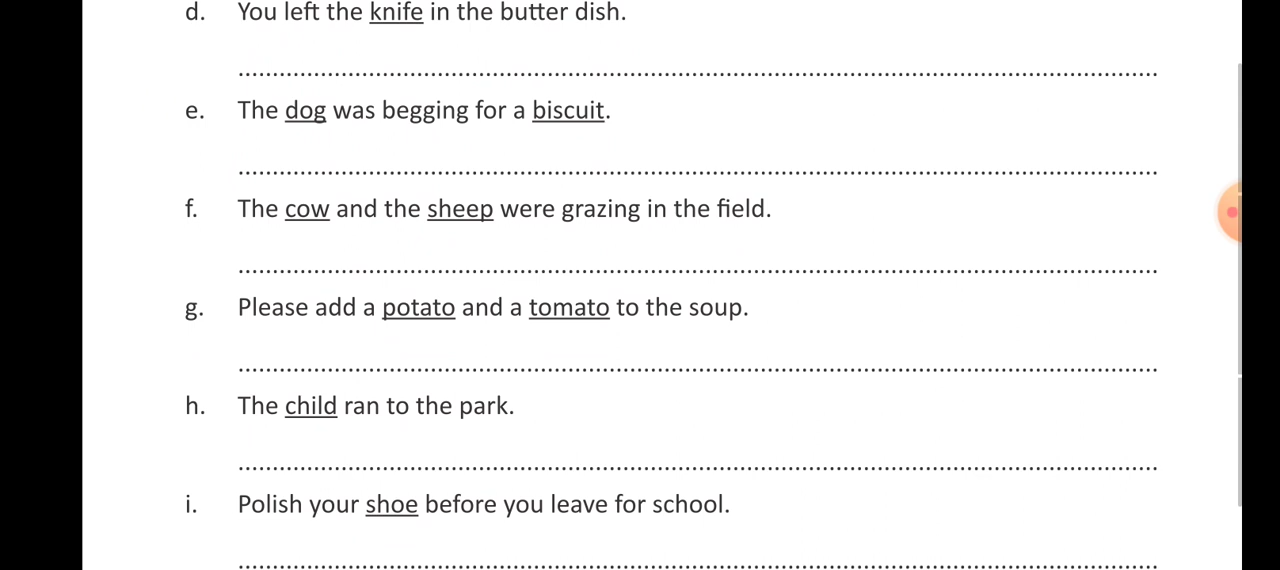 d. You left the knife in the butter dish.
..........................................................................................................................................
e. The dog was begging for a biscuit.
..........................................................................................................................................
f. The cow and the sheep were grazing in the field.
..........................................................................................................................................
g. Please add a potato and a tomato to the soup.
..........................................................................................................................................
h. The child ran to the park.
..........................................................................................................................................
i. Polish your shoe before you leave for school.
..........................................................................................................................................